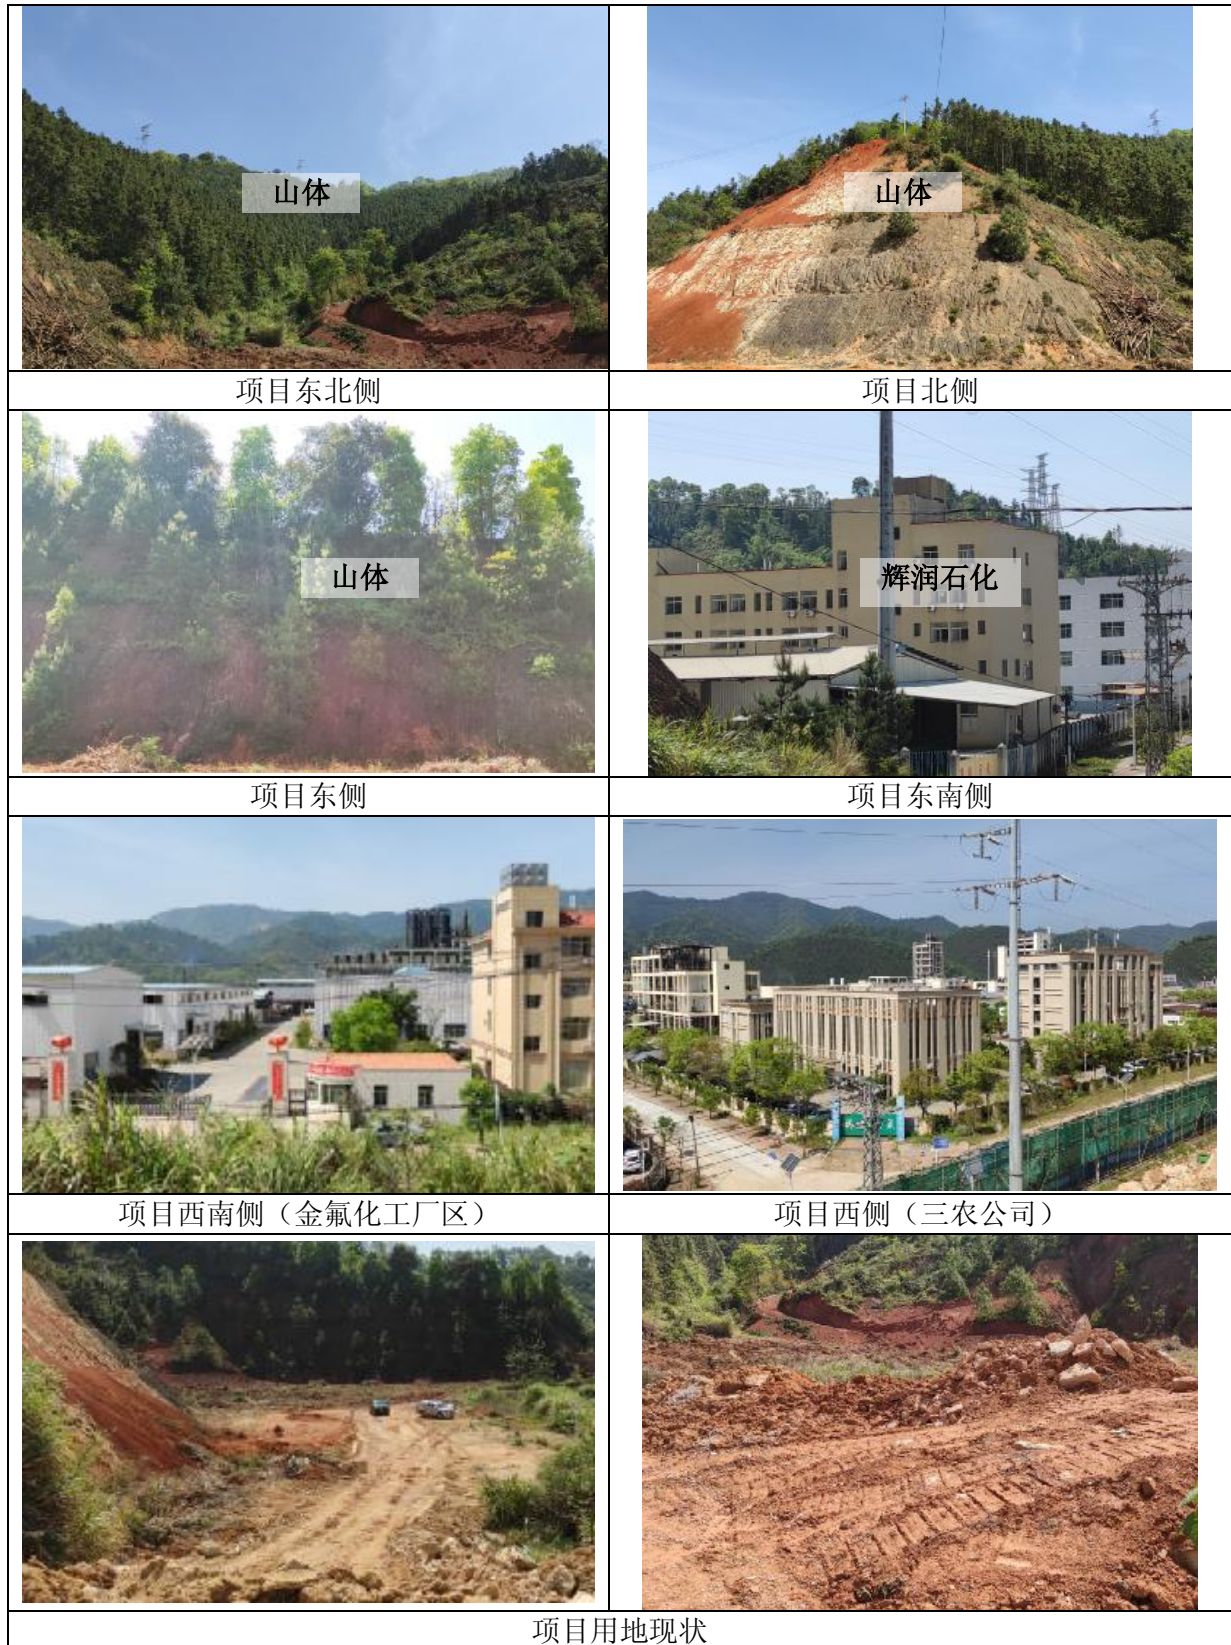 山体
山体
项目东北侧
项目北侧
山体
辉润石化
项目东侧
项目东南侧
项目西南侧（金氟化工厂区）
项目西侧（三农公司）
项目用地现状